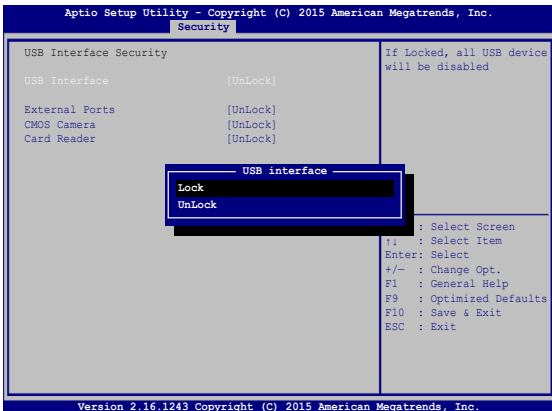 Aptio Setup Utility - Copyright (C) 2015 American Megatrends, Inc.
Security
USB Interface Security
USB Interface [UnLock]
External Ports [UnLock]
CMOS Camera [UnLock]
Card Reader [UnLock]
If Locked, all USB device
will be disabled
USB interface
Lock
UnLock
: Select Screen
↑↓ : Select Item
Enter: Select
+/— : Change Opt.
F1 : General Help
F9 : Optimized Defaults
F10 : Save & Exit
ESC : Exit
Version 2.16.1243 Copyright (C) 2015 American Megatrends, Inc.